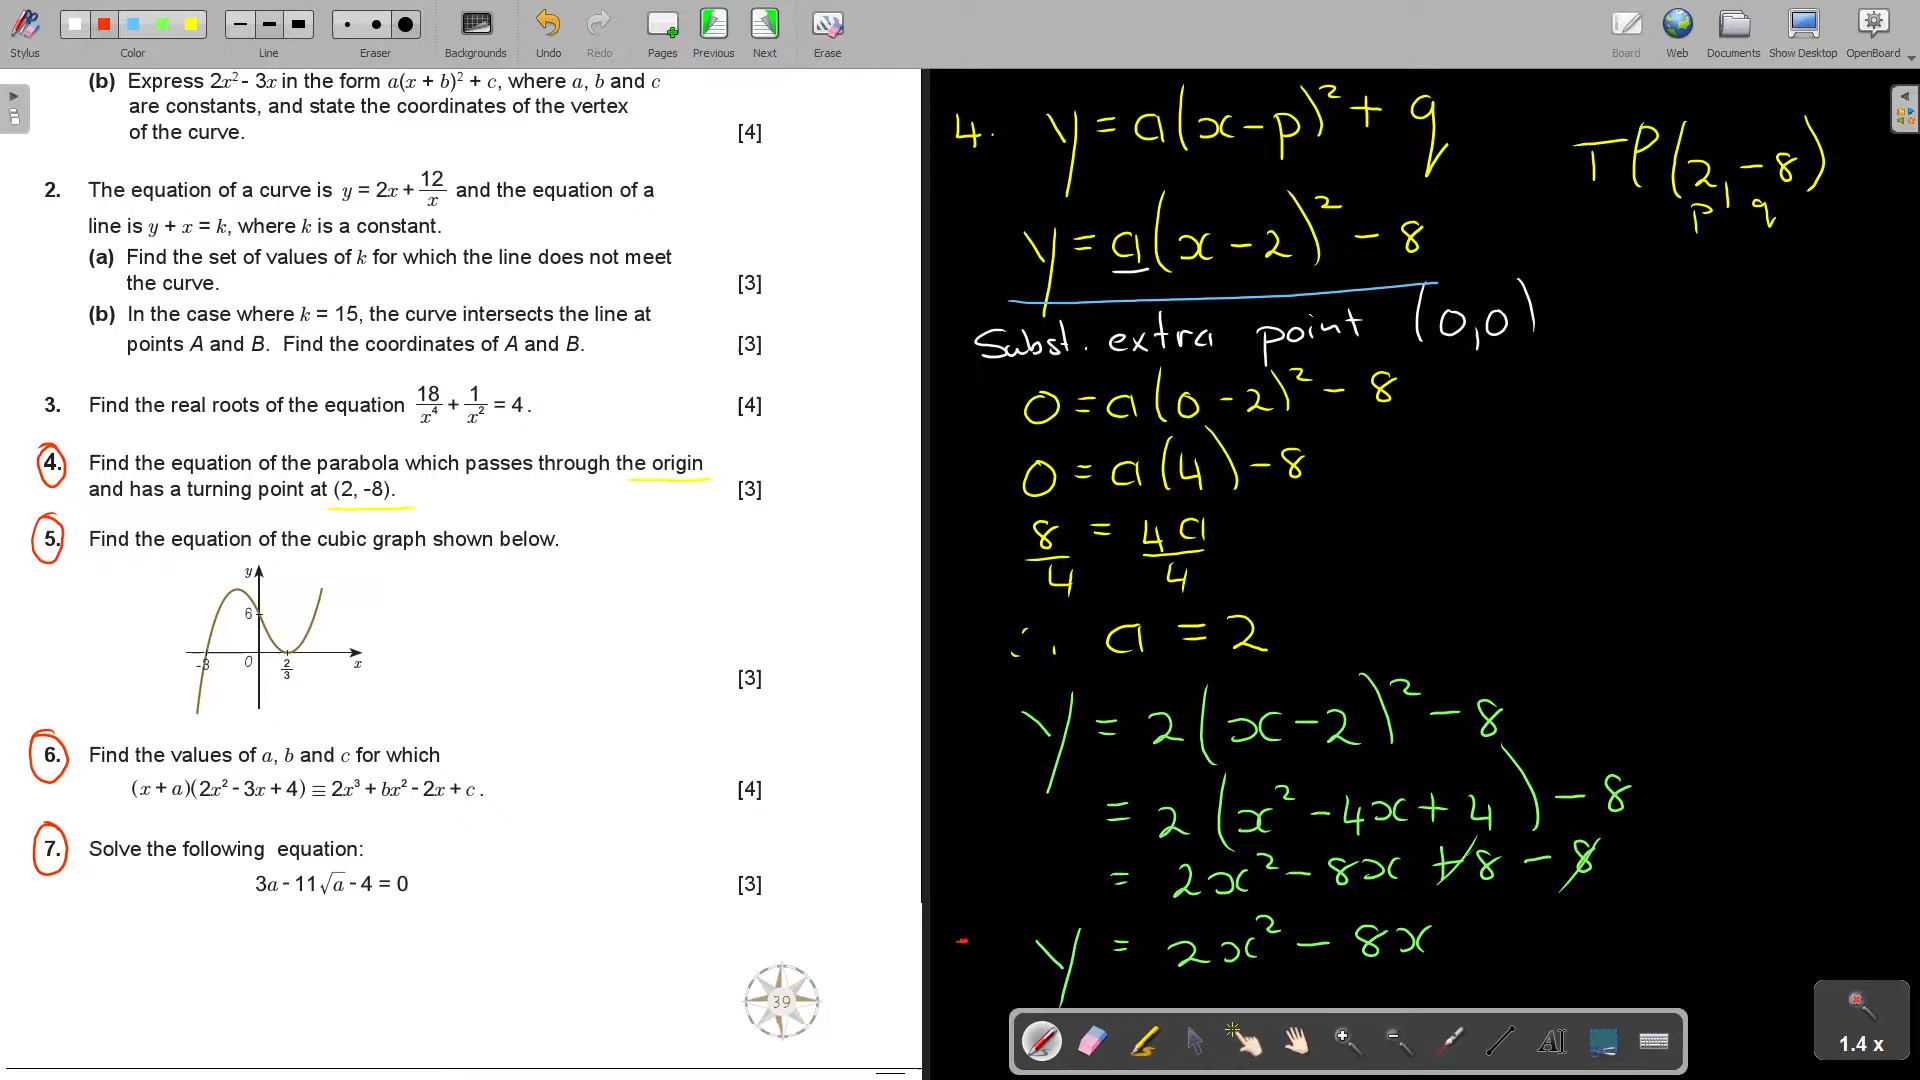 Stylus
Color
Line
Eraser
Backgrounds
Undo
Redo
Pages
Previous
Next
Erase
Board
Web
Documents
Show Desktop
OpenBoard
(b) Express 2x² - 3x in the form a(x + b)² + c, where a, b and c
are constants, and state the coordinates of the vertex
of the curve. [4]
2. The equation of a curve is y = 2x + 12/x and the equation of a
line is y + x = k, where k is a constant.
(a) Find the set of values of k for which the line does not meet
the curve. [3]
(b) In the case where k = 15, the curve intersects the line at
points A and B. Find the coordinates of A and B. [3]
3. Find the real roots of the equation 18/x⁴ + 1/x² = 4. [4]
4. Find the equation of the parabola which passes through the origin
and has a turning point at (2, -8). [3]
5. Find the equation of the cubic graph shown below.
y
6
-3 0 2/3 x
[3]
6. Find the values of a, b and c for which
(x + a)(2x² - 3x + 4) ≡ 2x³ + bx² - 2x + c. [4]
7. Solve the following equation:
3a - 11√a - 4 = 0 [3]
39
4. y = a(x - p)² + q
TP(2, -8)
p q
y = a(x - 2)² - 8
Subst. extra point (0,0)
0 = a(0 - 2)² - 8
0 = a(4) - 8
8/4 = 4a/4
∴ a = 2
y = 2(x - 2)² - 8
= 2(x² - 4x + 4) - 8
= 2x² - 8x + 8 - 8
y = 2x² - 8x
AI
1.4 x